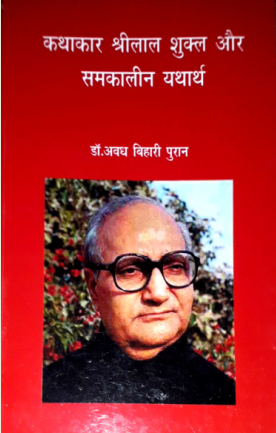 कथाकार श्रीलाल शुक्ल और
समकालीन यथार्थ
डॉ.अवध बिहारी पुरान